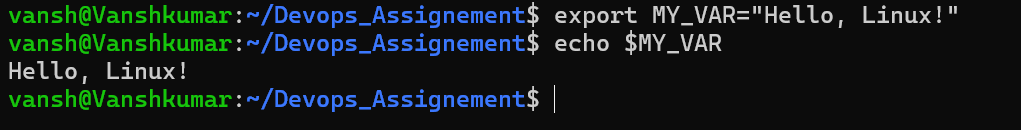 vansh@Vanshkumar:~/Devops_Assignement$ export MY_VAR="Hello, Linux!"
vansh@Vanshkumar:~/Devops_Assignement$ echo $MY_VAR
Hello, Linux!
vansh@Vanshkumar:~/Devops_Assignement$